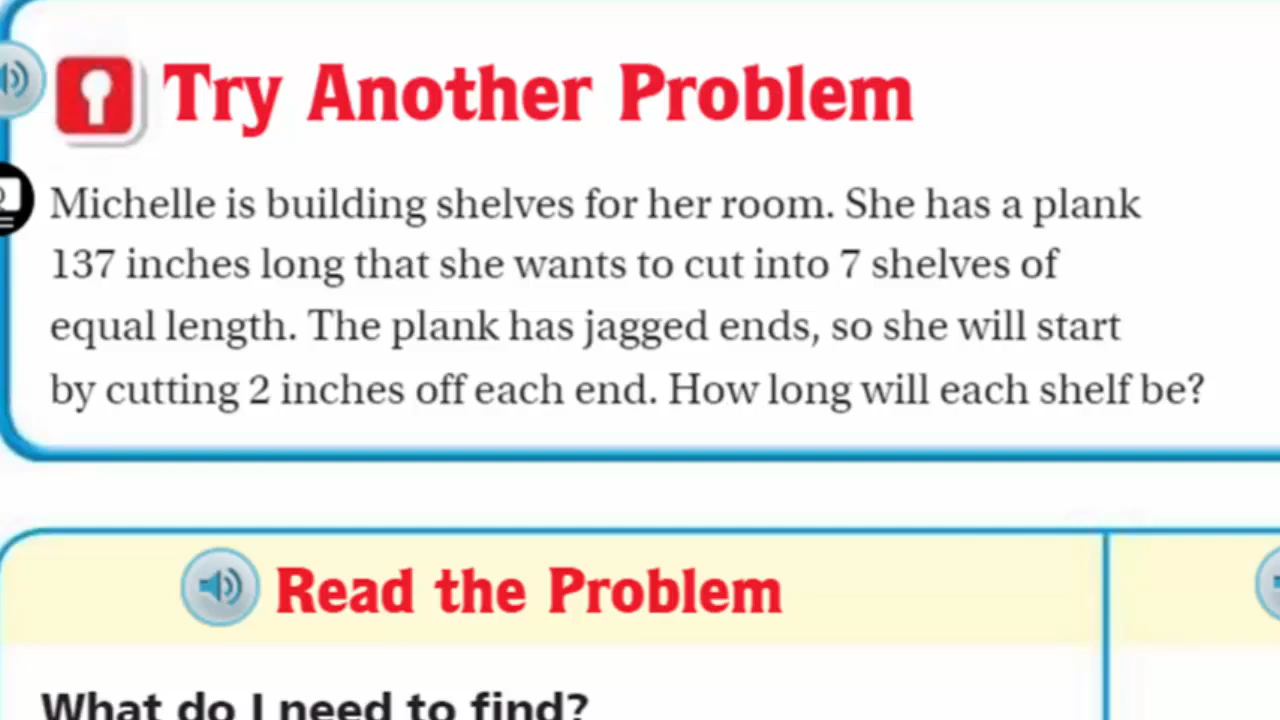 Try Another Problem
Michelle is building shelves for her room. She has a plank
137 inches long that she wants to cut into 7 shelves of
equal length. The plank has jagged ends, so she will start
by cutting 2 inches off each end. How long will each shelf be?
Read the Problem
What do I need to find?